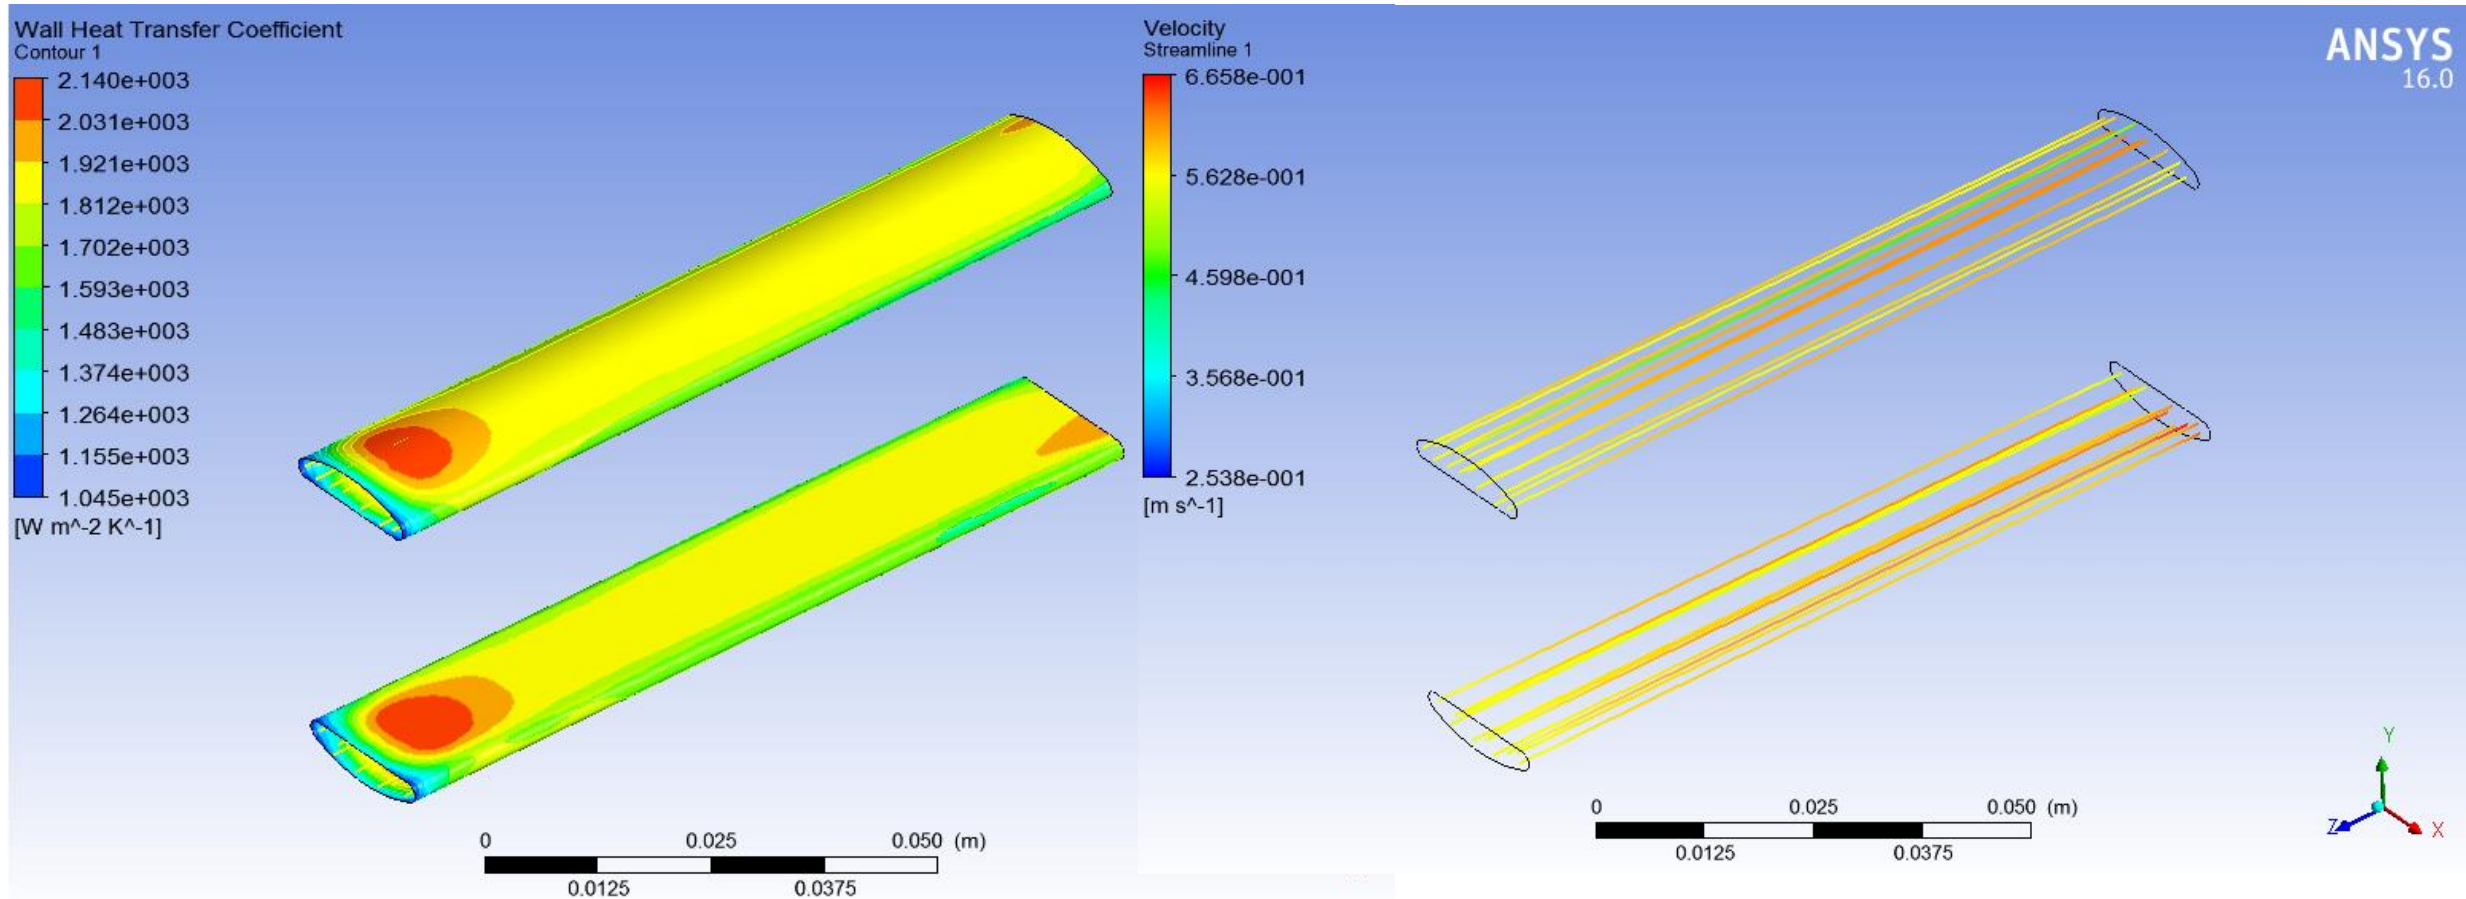 Wall Heat Transfer Coefficient
Contour 1
2.140e+003
2.031e+003
1.921e+003
1.812e+003
1.702e+003
1.593e+003
1.483e+003
1.374e+003
1.264e+003
1.155e+003
1.045e+003
[W m^-2 K^-1]
0 0.025 0.050 (m)
0.0125 0.0375
Velocity
Streamline 1
6.658e-001
5.628e-001
4.598e-001
3.568e-001
2.538e-001
[m s^-1]
ANSYS
16.0
0 0.025 0.050 (m)
0.0125 0.0375
Y
Z
X